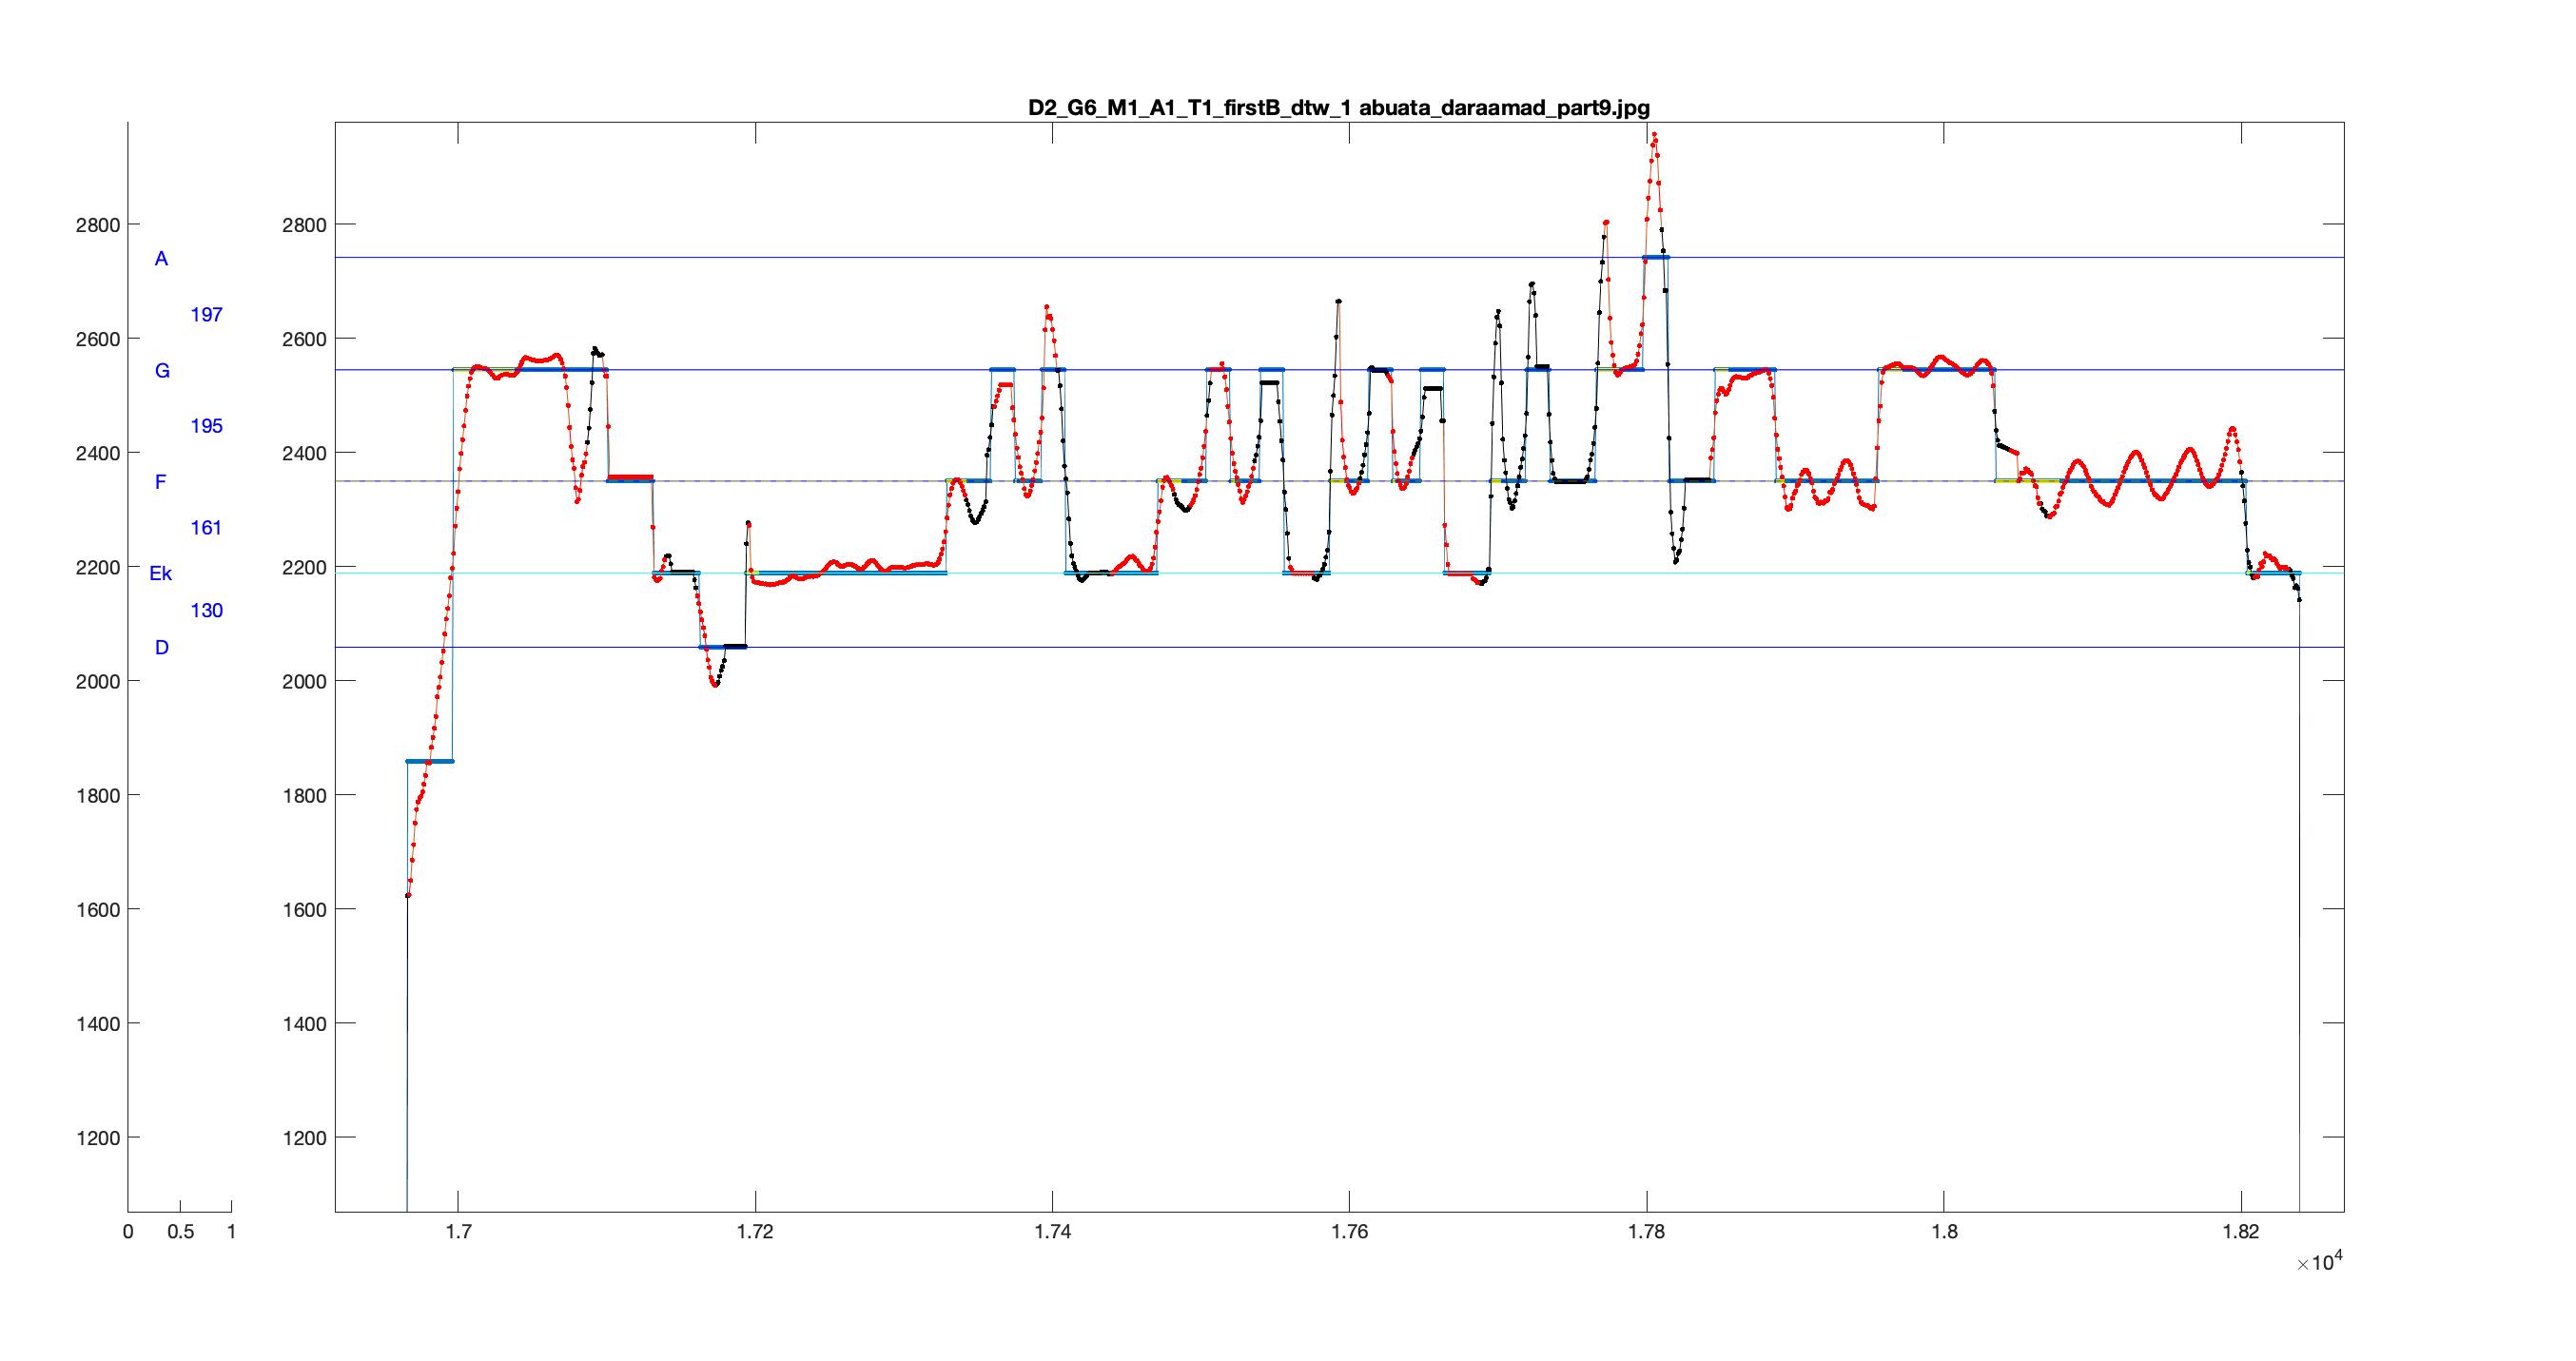 D2_G6_M1_A1_T1_firstB_dtw_1 abuata_daraamad_part9.jpg
2800 2800
A
197
2600 2600
G
195
2400 2400
F
161
2200 2200
Ek
130
D
2000 2000
1800 1800
1600 1600
1400 1400
1200 1200
0 0.5 1 1.7 1.72 1.74 1.76 1.78 1.8 1.82
×10⁴